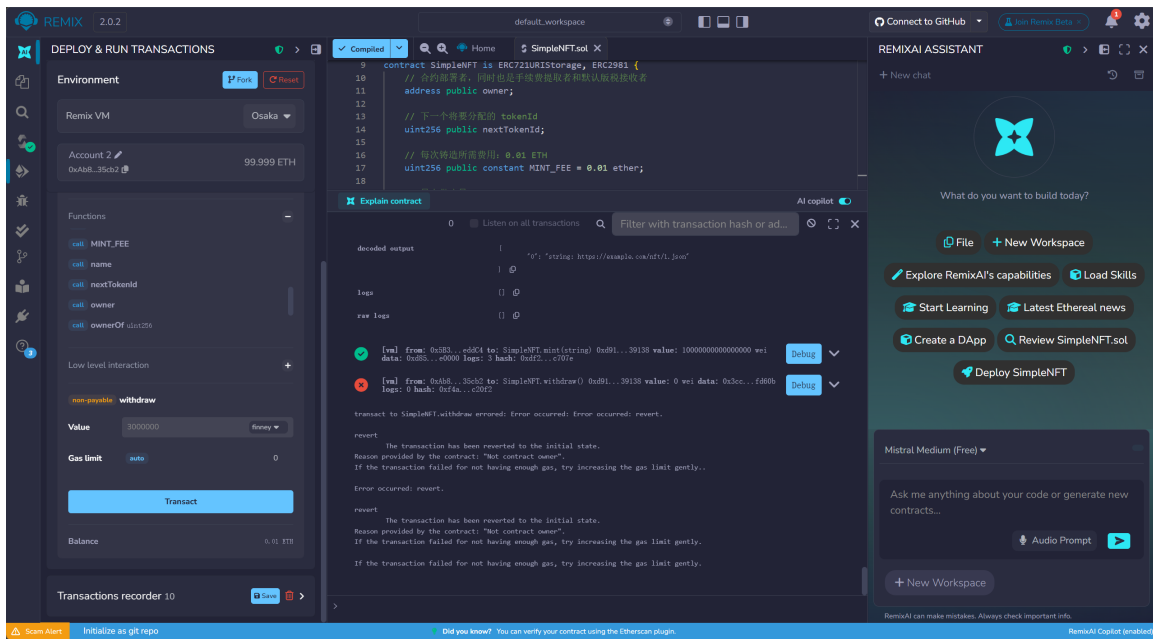 REMIX 2.0.2 default_workspace Connect to GitHub Join Remix Beta 1
DEPLOY & RUN TRANSACTIONS
Environment Fork Reset
Remix VM Osaka
Account 2 99.999 ETH
0xAb8...35cb2
Functions
call MINT_FEE
call name
call nextTokenId
call owner
call ownerOf uint256
Low level interaction
non-payable withdraw
Value 3000000 finney
Gas limit auto 0
Transact
Balance 0.01 ETH
Transactions recorder 10 Save
3
Compiled Home SimpleNFT.sol
9 contract SimpleNFT is ERC721URIStorage, ERC2981 {
10 // 合约部署者，同时也是手续费提取者和默认版税接收者
11 address public owner;
12
13 // 下一个将要分配的 tokenId
14 uint256 public nextTokenId;
15
16 // 每次铸造所需费用：0.01 ETH
17 uint256 public constant MINT_FEE = 0.01 ether;
18
Explain contract AI copilot
0 Listen on all transactions Filter with transaction hash or ad...
decoded output {
"0": "string: https://example.com/nft/1.json"
}
logs []
raw logs []
[vm] from: 0x5B3...eddC4 to: SimpleNFT.mint(string) 0xd91...39138 value: 10000000000000000 wei
data: 0xd85...e0000 logs: 3 hash: 0xdf2...c707e
Debug
[vm] from: 0xAb8...35cb2 to: SimpleNFT.withdraw() 0xd91...39138 value: 0 wei data: 0x3cc...fd60b
logs: 0 hash: 0xf4a...c20f2
Debug
transact to SimpleNFT.withdraw errored: Error occurred: Error occurred: revert.
revert
The transaction has been reverted to the initial state.
Reason provided by the contract: "Not contract owner".
If the transaction failed for not having enough gas, try increasing the gas limit gently..
Error occurred: revert.
revert
The transaction has been reverted to the initial state.
Reason provided by the contract: "Not contract owner".
If the transaction failed for not having enough gas, try increasing the gas limit gently.
If the transaction failed for not having enough gas, try increasing the gas limit gently.
>
REMIXAI ASSISTANT
+ New chat
What do you want to build today?
File + New Workspace
Explore RemixAI's capabilities Load Skills
Start Learning Latest Ethereal news
Create a DApp Review SimpleNFT.sol
Deploy SimpleNFT
Mistral Medium (Free)
Ask me anything about your code or generate new
contracts...
Audio Prompt
+ New Workspace
RemixAI can make mistakes. Always check important info.
Scam Alert Initialize as git repo Did you know? You can verify your contract using the Etherscan plugin. RemixAI Copilot (enabled)